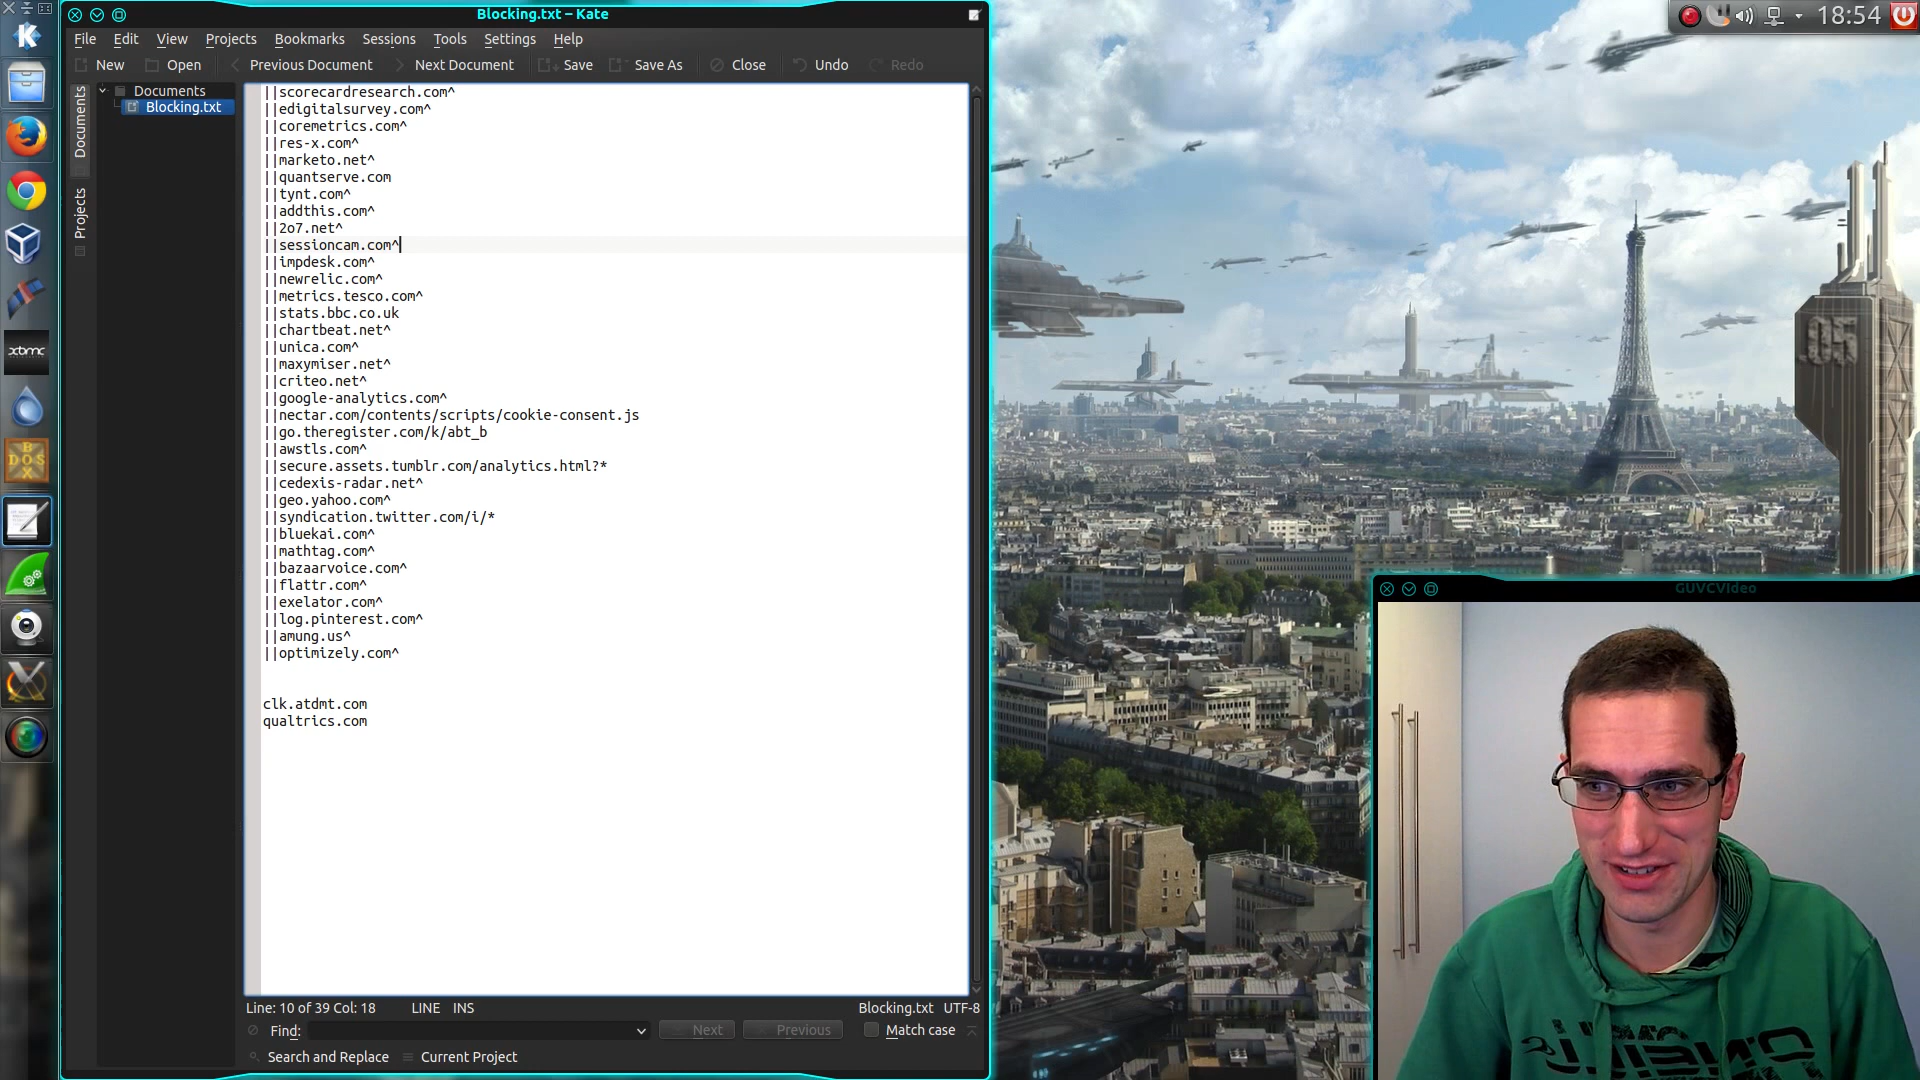 Blocking.txt – Kate
18:54
File Edit View Projects Bookmarks Sessions Tools Settings Help
New Open Previous Document Next Document Save Save As Close Undo Redo
Documents
Projects
Documents
Blocking.txt
||scorecardresearch.com^
||edigitalsurvey.com^
||coremetrics.com^
||res-x.com^
||marketo.net^
||quantserve.com
||tynt.com^
||addthis.com^
||2o7.net^
||sessioncam.com^
||impdesk.com^
||newrelic.com^
||metrics.tesco.com^
||stats.bbc.co.uk
||chartbeat.net^
||unica.com^
||maxymiser.net^
||criteo.net^
||google-analytics.com^
||nectar.com/contents/scripts/cookie-consent.js
||go.theregister.com/k/abt_b
||awstls.com^
||secure.assets.tumblr.com/analytics.html?*
||cedexis-radar.net^
||geo.yahoo.com^
||syndication.twitter.com/i/*
||bluekai.com^
||mathtag.com^
||bazaarvoice.com^
||flattr.com^
||exelator.com^
||log.pinterest.com^
||amung.us^
||optimizely.com^
clk.atdmt.com
qualtrics.com
Line: 10 of 39 Col: 18 LINE INS Blocking.txt UTF-8
Find: Next Previous Match case
Search and Replace Current Project
xbmc
DOS
.05
GUVCVideo